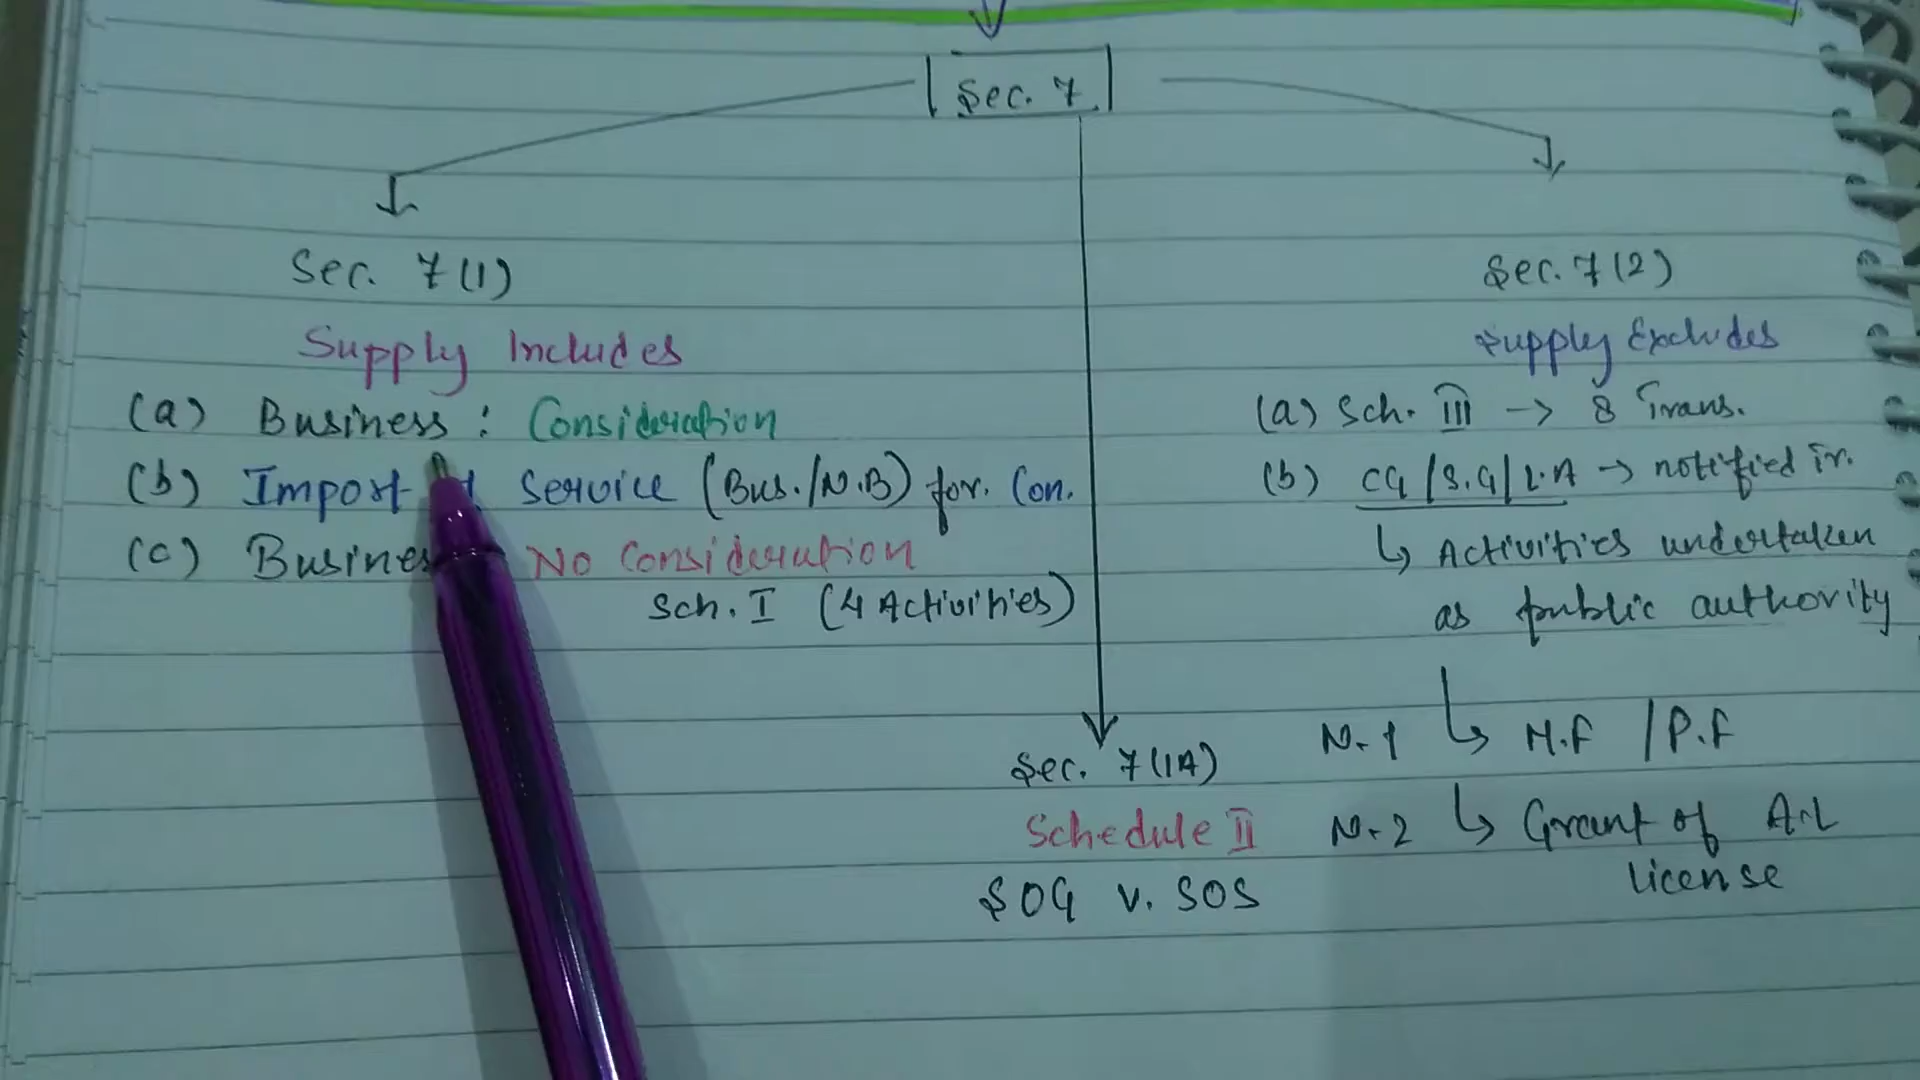 Sec. 7
Sec. 7(1)
Supply Includes
(a) Business : Consideration
(b) Import Service (Bus./N.B) for. Con.
(c) No Consideration
Sch. I (4 Activities)
Sec. 7(1A)
Schedule II
SOG v. SOS
Sec. 7(2)
Supply Excludes
(a) Sch. III → 8 Trans.
(b) CG/S.G/L.A → notified in.
↳ Activities undertaken
as public authority
N.1 ↳ M.F /P.F
N.2 ↳ Grant of A.L
license